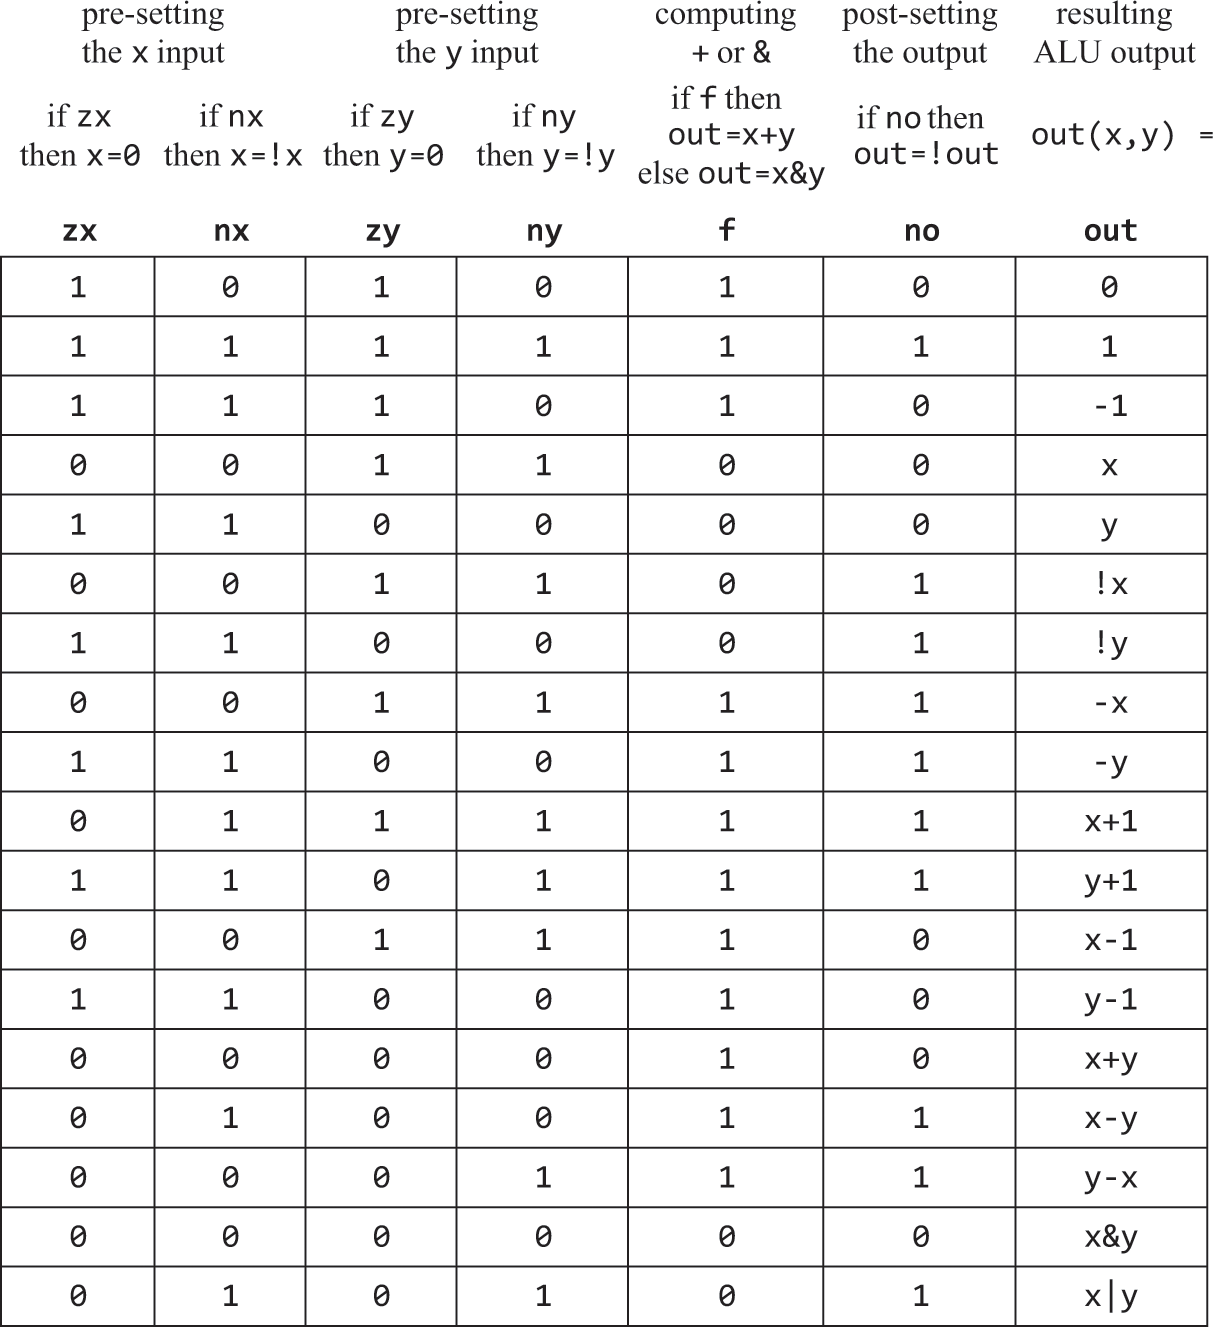 pre-setting pre-setting computing post-setting resulting
the x input the y input + or & the output ALU output
if zx if nx if zy if ny if f then if no then out(x,y) =
then x=0 then x=!x then y=0 then y=!y out=x+y out=!out
else out=x&y
zx nx zy ny f no out
1 0 1 0 1 0 0
1 1 1 1 1 1 1
1 1 1 0 1 0 -1
0 0 1 1 0 0 x
1 1 0 0 0 0 y
0 0 1 1 0 1 !x
1 1 0 0 0 1 !y
0 0 1 1 1 1 -x
1 1 0 0 1 1 -y
0 1 1 1 1 1 x+1
1 1 0 1 1 1 y+1
0 0 1 1 1 0 x-1
1 1 0 0 1 0 y-1
0 0 0 0 1 0 x+y
0 1 0 0 1 1 x-y
0 0 0 1 1 1 y-x
0 0 0 0 0 0 x&y
0 1 0 1 0 1 x|y